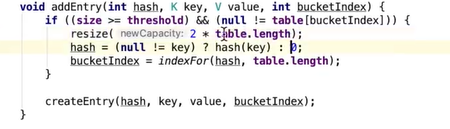 void addEntry(int hash, K key, V value, int bucketIndex) {
if ((size >= threshold) && (null != table[bucketIndex])) {
resize( newCapacity: 2 * table.length);
hash = (null != key) ? hash(key) : 0;
bucketIndex = indexFor(hash, table.length);
}
createEntry(hash, key, value, bucketIndex);
}